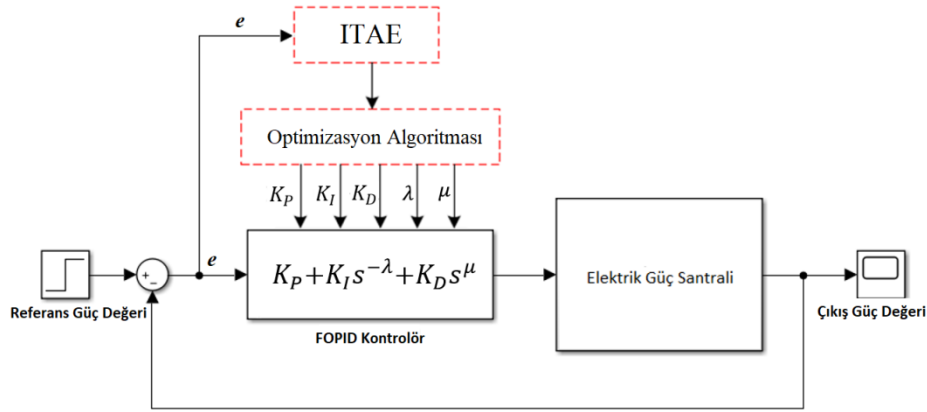 e
ITAE
Optimizasyon Algoritması
K_P K_I K_D λ μ
e
+
−
K_P+K_I s^{-λ}+K_D s^μ
Elektrik Güç Santrali
Referans Güç Değeri
FOPID Kontrolör
Çıkış Güç Değeri